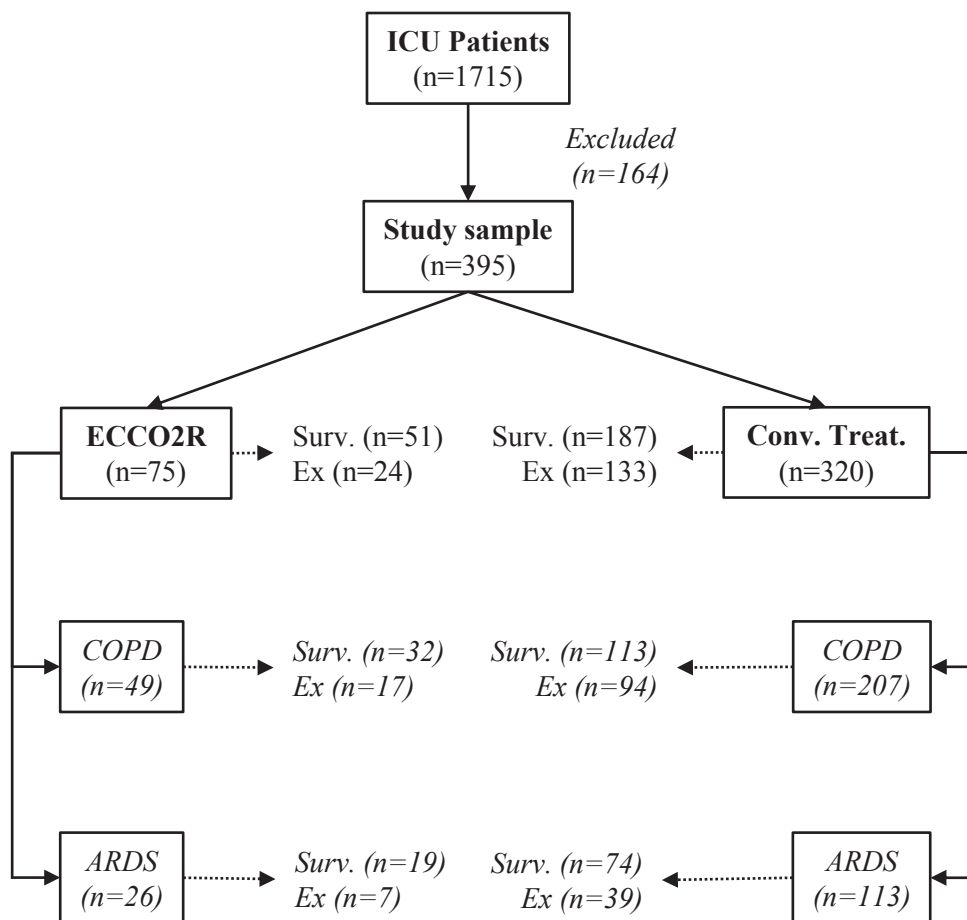 ICU Patients
(n=1715)
Excluded
(n=164)
Study sample
(n=395)
ECCO2R
(n=75)
Surv. (n=51)
Ex (n=24)
Surv. (n=187)
Ex (n=133)
Conv. Treat.
(n=320)
COPD
(n=49)
Surv. (n=32)
Ex (n=17)
Surv. (n=113)
Ex (n=94)
COPD
(n=207)
ARDS
(n=26)
Surv. (n=19)
Ex (n=7)
Surv. (n=74)
Ex (n=39)
ARDS
(n=113)